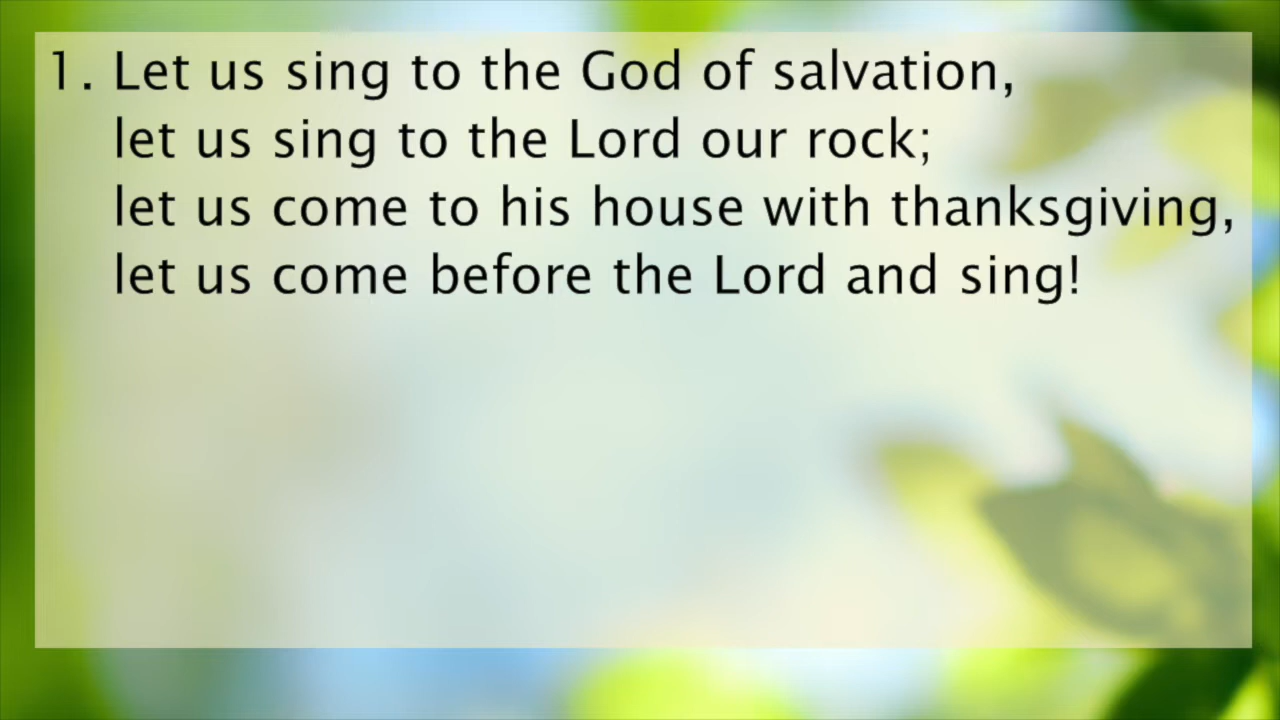 1. Let us sing to the God of salvation,
let us sing to the Lord our rock;
let us come to his house with thanksgiving,
let us come before the Lord and sing!